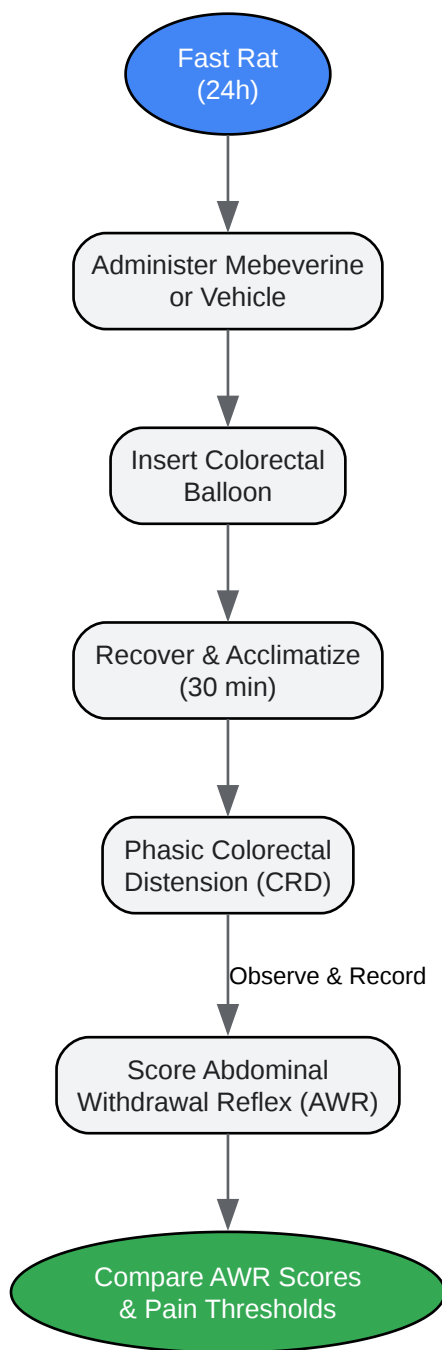 Fast Rat
(24h)
Administer Mebeverine
or Vehicle
Insert Colorectal
Balloon
Recover & Acclimatize
(30 min)
Phasic Colorectal
Distension (CRD)
Observe & Record
Score Abdominal
Withdrawal Reflex (AWR)
Compare AWR Scores
& Pain Thresholds